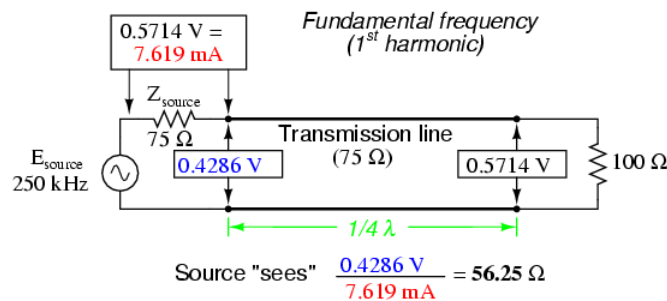 Fundamental frequency
(1st harmonic)
0.5714 V =
7.619 mA
Zsource
75 Ω
Esource
250 kHz
0.4286 V
Transmission line
(75 Ω)
0.5714 V
100 Ω
1/4 λ
Source "sees" 0.4286 V / 7.619 mA = 56.25 Ω